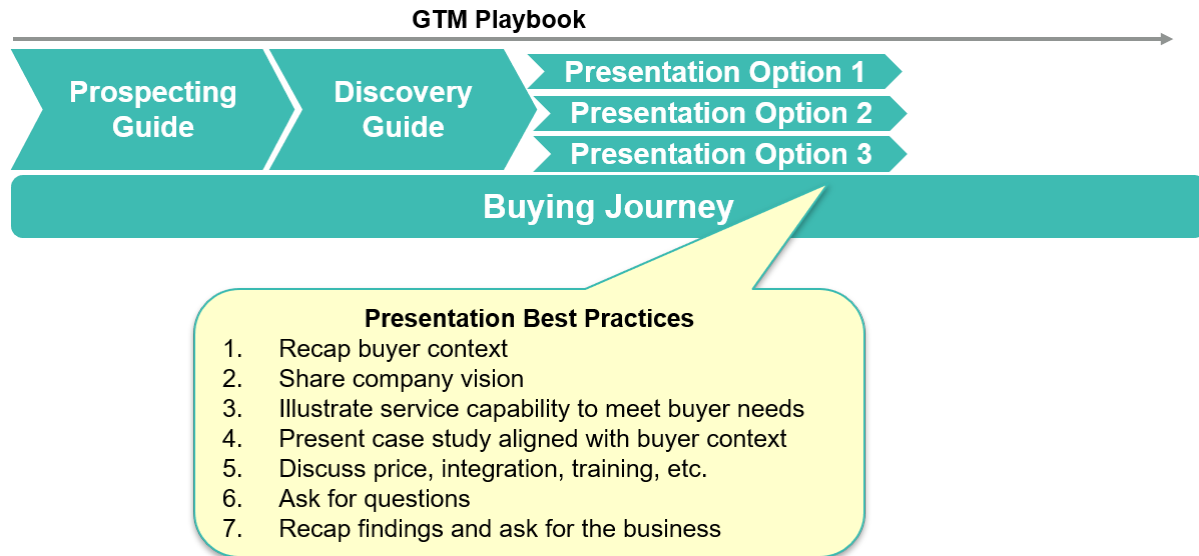 GTM Playbook
Prospecting
Guide
Discovery
Guide
Presentation Option 1
Presentation Option 2
Presentation Option 3
Buying Journey
Presentation Best Practices
1. Recap buyer context
2. Share company vision
3. Illustrate service capability to meet buyer needs
4. Present case study aligned with buyer context
5. Discuss price, integration, training, etc.
6. Ask for questions
7. Recap findings and ask for the business